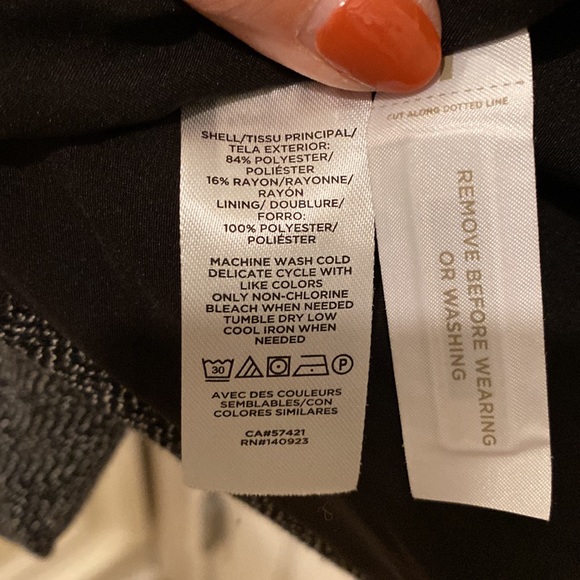 SHELL/TISSU PRINCIPAL/
TELA EXTERIOR:
84% POLYESTER/
POLIÉSTER
16% RAYON/RAYONNE/
RAYÓN
LINING/ DOUBLURE/
FORRO:
100% POLYESTER/
POLIÉSTER
MACHINE WASH COLD
DELICATE CYCLE WITH
LIKE COLORS
ONLY NON-CHLORINE
BLEACH WHEN NEEDED
TUMBLE DRY LOW
COOL IRON WHEN
NEEDED
30 P
AVEC DES COULEURS
SEMBLABLES/CON
COLORES SIMILARES
CA#57421
RN#140923
CUT ALONG DOTTED LINE
REMOVE BEFORE WEARING
OR WASHING